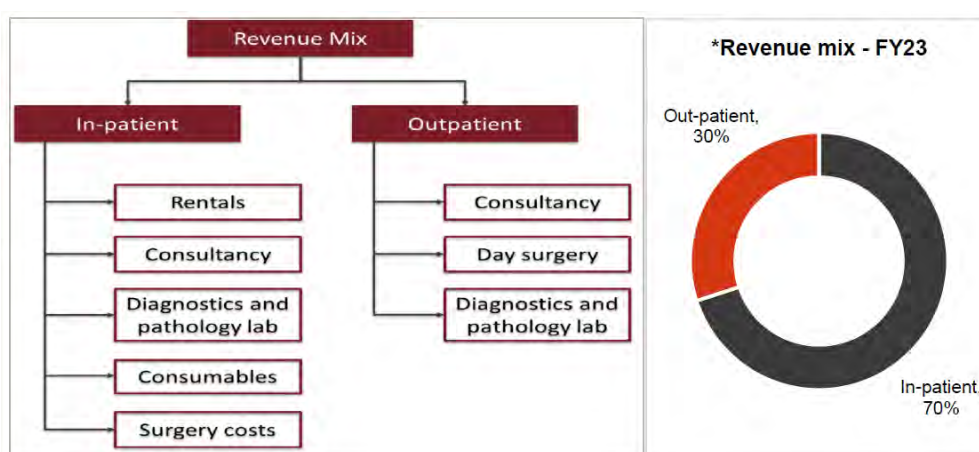 Revenue Mix
In-patient
Rentals
Consultancy
Diagnostics and
pathology lab
Consumables
Surgery costs
Outpatient
Consultancy
Day surgery
Diagnostics and
pathology lab
*Revenue mix - FY23
Out-patient,
30%
In-patient,
70%